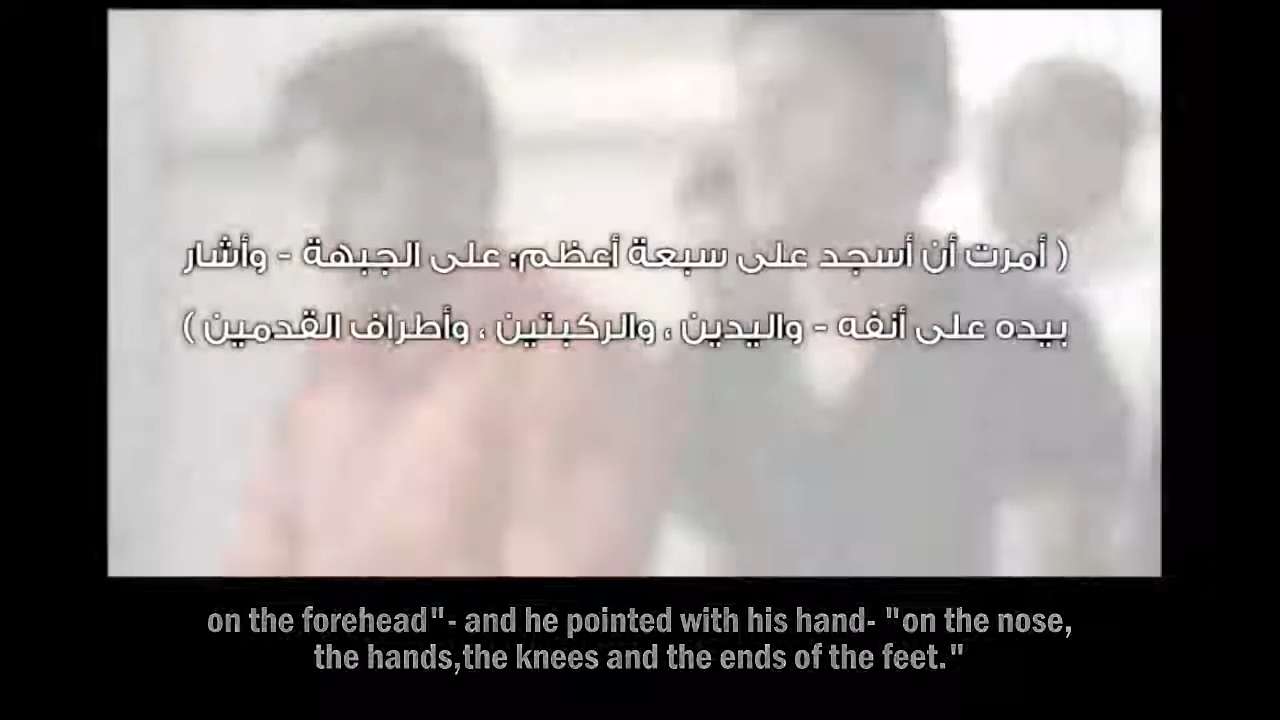 ( أمرت أن أسجد على سبعة أعظم: على الجبهة - وأشار
بيده على أنفه - واليدين ، والركبتين ، وأطراف القدمين )
on the forehead"- and he pointed with his hand- "on the nose,
the hands,the knees and the ends of the feet."